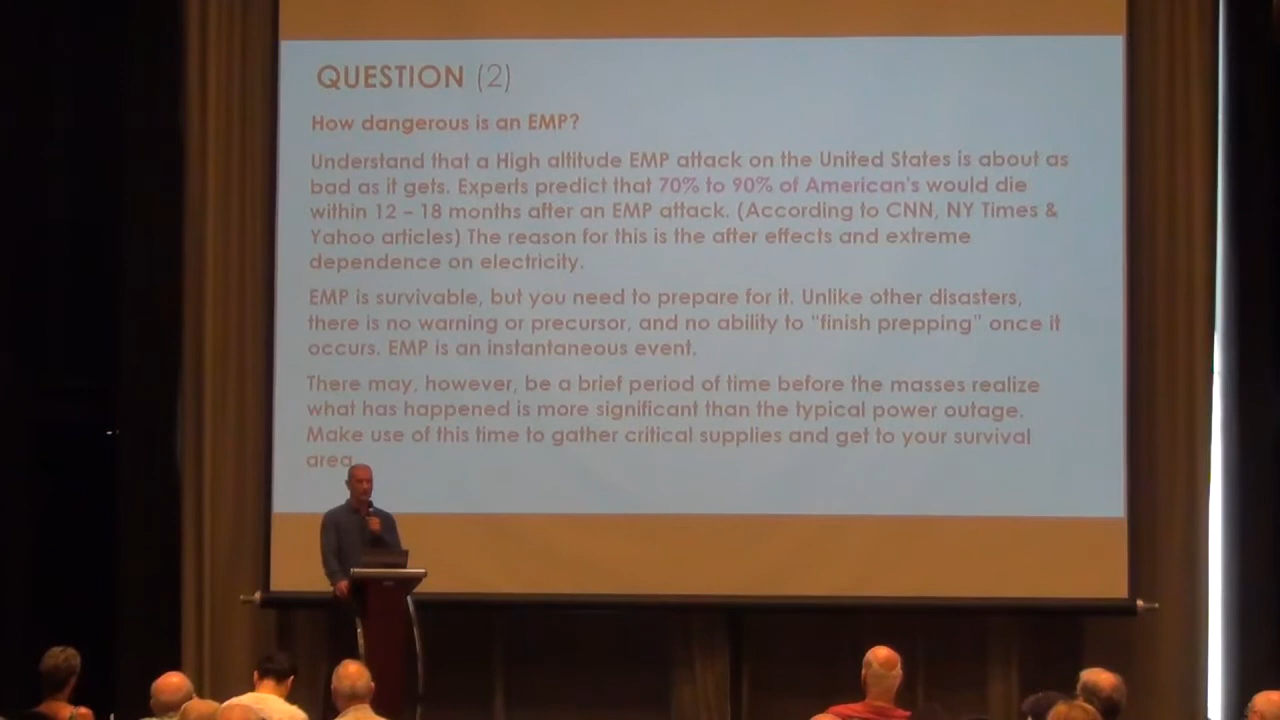 QUESTION (2)
How dangerous is an EMP?
Understand that a High altitude EMP attack on the United States is about as
bad as it gets. Experts predict that 70% to 90% of American's would die
within 12 – 18 months after an EMP attack. (According to CNN, NY Times &
Yahoo articles) The reason for this is the after effects and extreme
dependence on electricity.
EMP is survivable, but you need to prepare for it. Unlike other disasters,
there is no warning or precursor, and no ability to "finish prepping" once it
occurs. EMP is an instantaneous event.
There may, however, be a brief period of time before the masses realize
what has happened is more significant than the typical power outage.
Make use of this time to gather critical supplies and get to your survival
area